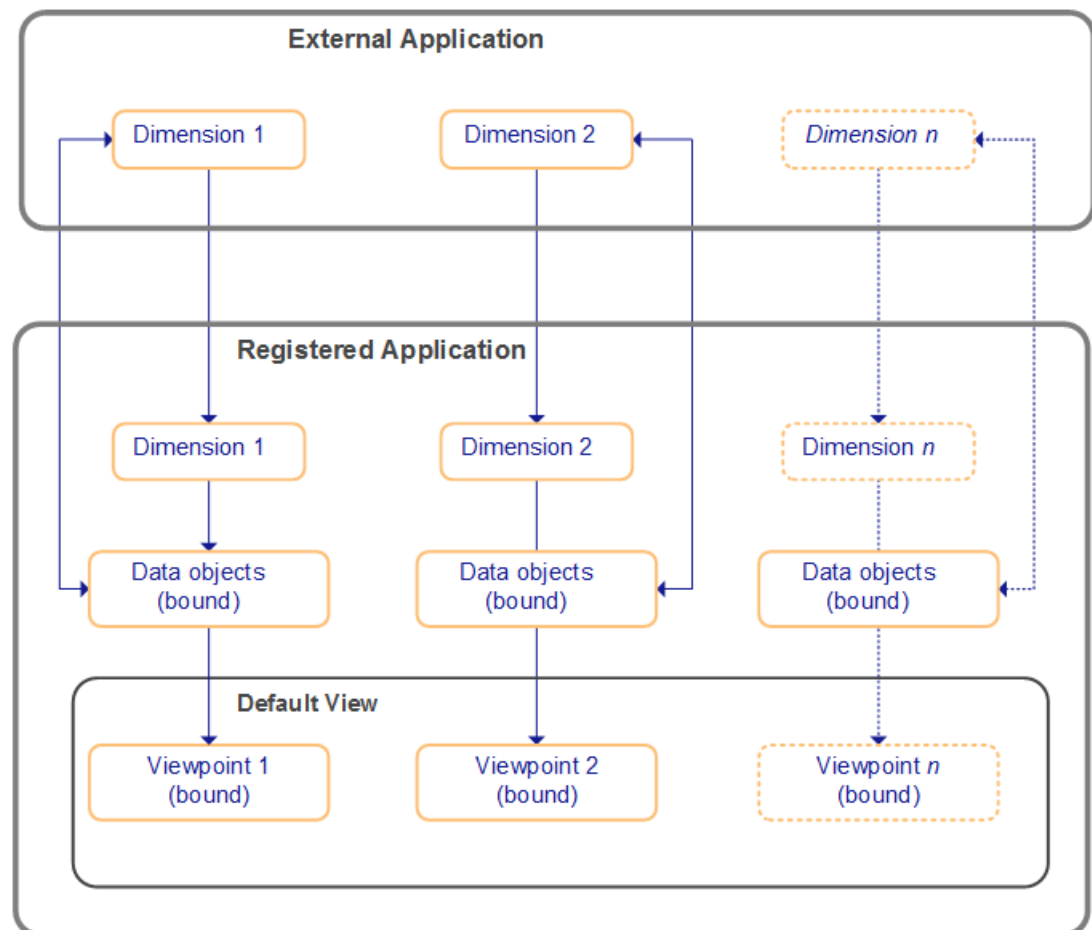 External Application
Dimension 1
Dimension 2
Dimension n
Registered Application
Dimension 1
Dimension 2
Dimension n
Data objects
(bound)
Data objects
(bound)
Data objects
(bound)
Default View
Viewpoint 1
(bound)
Viewpoint 2
(bound)
Viewpoint n
(bound)